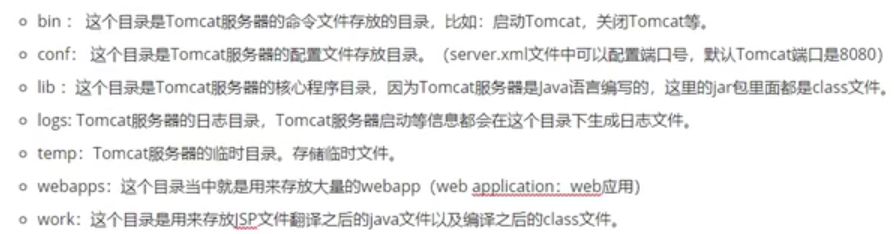 bin ： 这个目录是Tomcat服务器的命令文件存放的目录，比如：启动Tomcat，关闭Tomcat等。
conf： 这个目录是Tomcat服务器的配置文件存放目录。（server.xml文件中可以配置端口号，默认Tomcat端口是8080）
lib ：这个目录是Tomcat服务器的核心程序目录，因为Tomcat服务器是Java语言编写的，这里的jar包里面都是class文件。
logs: Tomcat服务器的日志目录，Tomcat服务器启动等信息都会在这个目录下生成日志文件。
temp：Tomcat服务器的临时目录。存储临时文件。
webapps：这个目录当中就是用来存放大量的webapp（web application：web应用）
work：这个目录是用来存放JSP文件翻译之后的java文件以及编译之后的class文件。